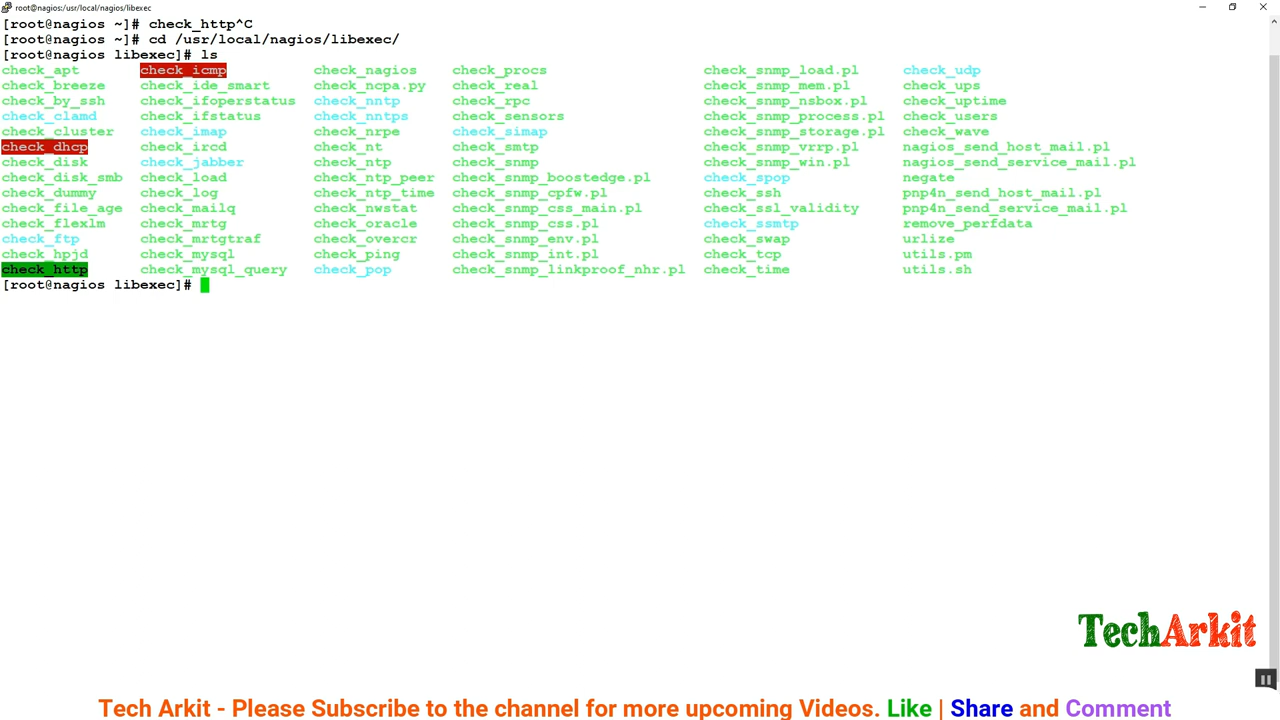 root@nagios:/usr/local/nagios/libexec
[root@nagios ~]# check_http^C
[root@nagios ~]# cd /usr/local/nagios/libexec/
[root@nagios libexec]# ls
check_apt check_icmp check_nagios check_procs check_snmp_load.pl check_udp
check_breeze check_ide_smart check_ncpa.py check_real check_snmp_mem.pl check_ups
check_by_ssh check_ifoperstatus check_nntp check_rpc check_snmp_nsbox.pl check_uptime
check_clamd check_ifstatus check_nntps check_sensors check_snmp_process.pl check_users
check_cluster check_imap check_nrpe check_simap check_snmp_storage.pl check_wave
check_dhcp check_ircd check_nt check_smtp check_snmp_vrrp.pl nagios_send_host_mail.pl
check_disk check_jabber check_ntp check_snmp check_snmp_win.pl nagios_send_service_mail.pl
check_disk_smb check_load check_ntp_peer check_snmp_boostedge.pl check_spop negate
check_dummy check_log check_ntp_time check_snmp_cpfw.pl check_ssh pnp4n_send_host_mail.pl
check_file_age check_mailq check_nwstat check_snmp_css_main.pl check_ssl_validity pnp4n_send_service_mail.pl
check_flexlm check_mrtg check_oracle check_snmp_css.pl check_ssmtp remove_perfdata
check_ftp check_mrtgtraf check_overcr check_snmp_env.pl check_swap urlize
check_hpjd check_mysql check_ping check_snmp_int.pl check_tcp utils.pm
check_http check_mysql_query check_pop check_snmp_linkproof_nhr.pl check_time utils.sh
[root@nagios libexec]#
TechArkit
Tech Arkit - Please Subscribe to the channel for more upcoming Videos. Like | Share and Comment